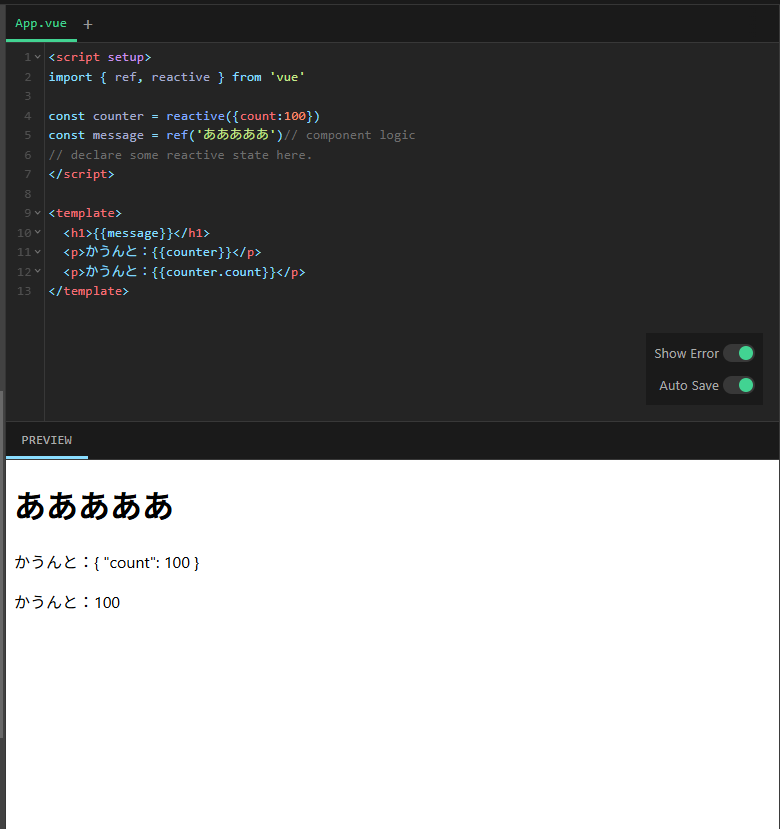 App.vue +
1 <script setup>
2 import { ref, reactive } from 'vue'
3
4 const counter = reactive({count:100})
5 const message = ref('あああああ')// component logic
6 // declare some reactive state here.
7 </script>
8
9 <template>
10   <h1>{{message}}</h1>
11   <p>かうんと：{{counter}}</p>
12   <p>かうんと：{{counter.count}}</p>
13 </template>
Show Error
Auto Save
PREVIEW
あああああ
かうんと：{ "count": 100 }
かうんと：100